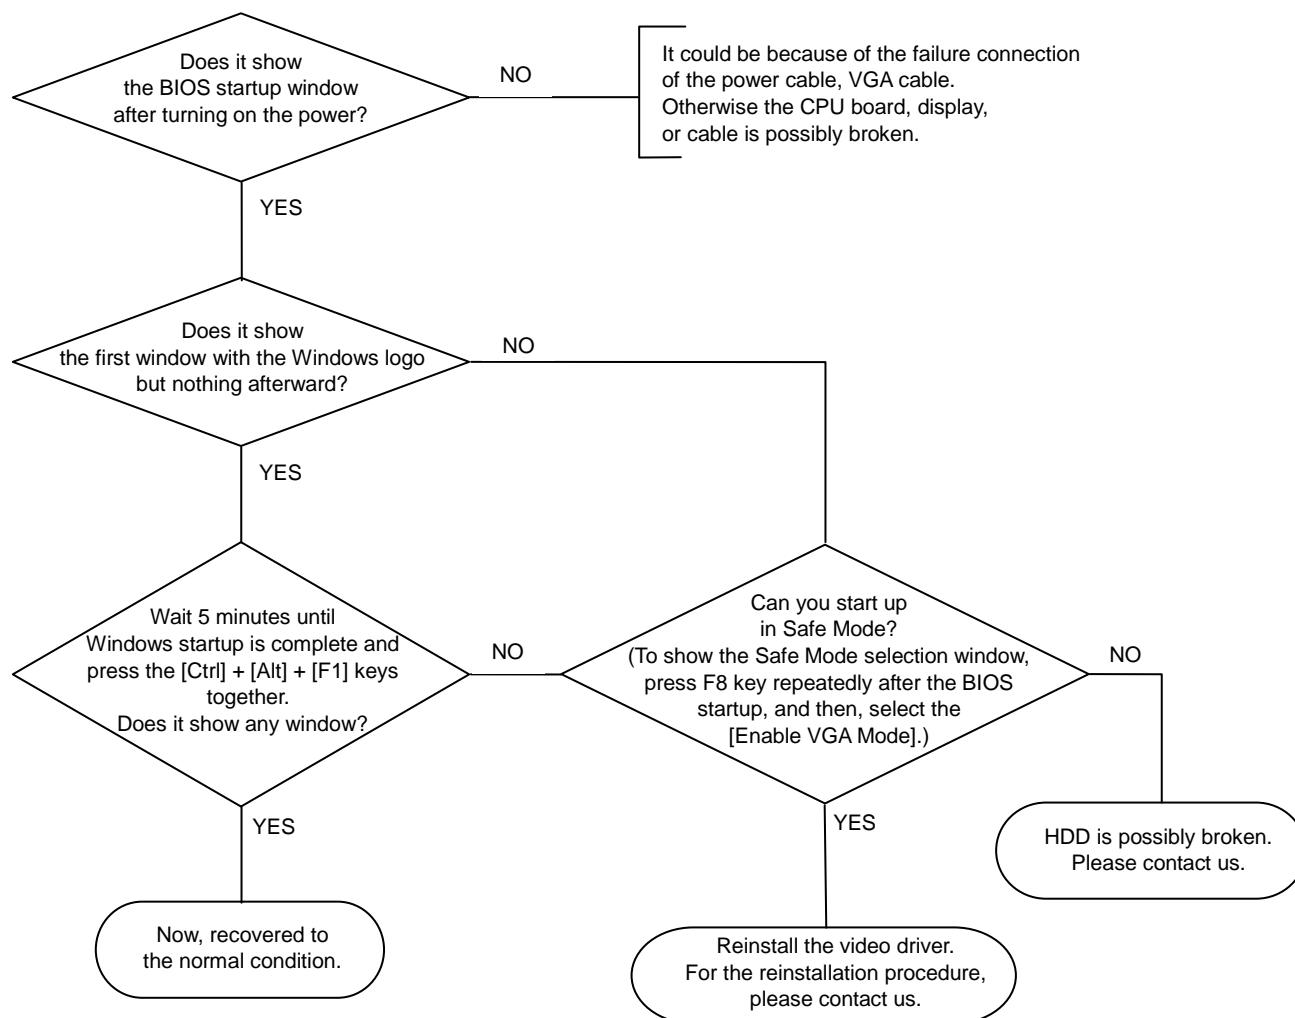 Does it show
the BIOS startup window
after turning on the power?
NO
It could be because of the failure connection
of the power cable, VGA cable.
Otherwise the CPU board, display,
or cable is possibly broken.
YES
Does it show
the first window with the Windows logo
but nothing afterward?
NO
YES
Wait 5 minutes until
Windows startup is complete and
press the [Ctrl] + [Alt] + [F1] keys
together.
Does it show any window?
NO
Can you start up
in Safe Mode?
(To show the Safe Mode selection window,
press F8 key repeatedly after the BIOS
startup, and then, select the
[Enable VGA Mode].)
NO
YES
YES
HDD is possibly broken.
Please contact us.
Now, recovered to
the normal condition.
Reinstall the video driver.
For the reinstallation procedure,
please contact us.